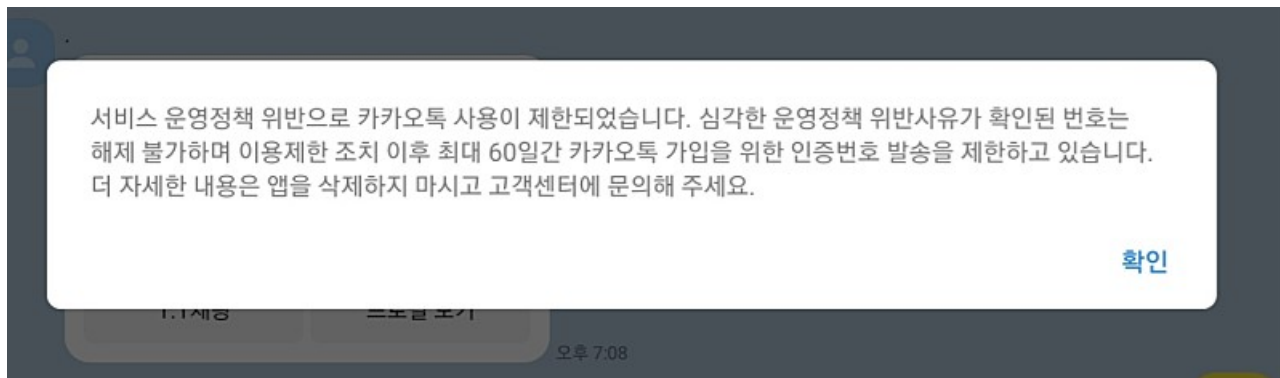 서비스 운영정책 위반으로 카카오톡 사용이 제한되었습니다. 심각한 운영정책 위반사유가 확인된 번호는
해제 불가하며 이용제한 조치 이후 최대 60일간 카카오톡 가입을 위한 인증번호 발송을 제한하고 있습니다.
더 자세한 내용은 앱을 삭제하지 마시고 고객센터에 문의해 주세요.
확인
오후 7:08